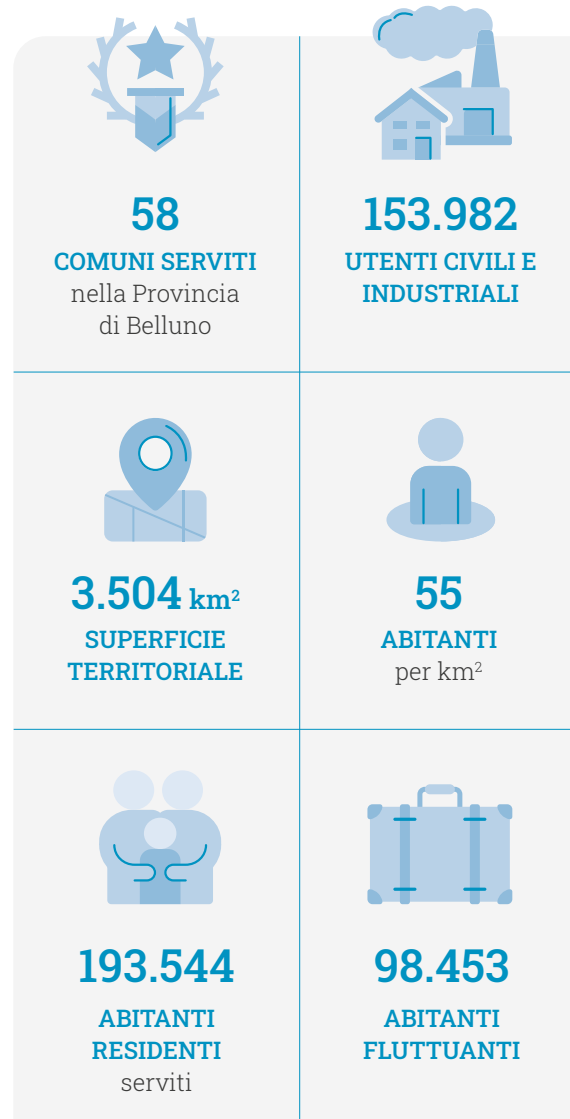 58
COMUNI SERVITI
nella Provincia
di Belluno
153.982
UTENTI CIVILI E
INDUSTRIALI
3.504 km²
SUPERFICIE
TERRITORIALE
55
ABITANTI
per km²
193.544
ABITANTI
RESIDENTI
serviti
98.453
ABITANTI
FLUTTUANTI